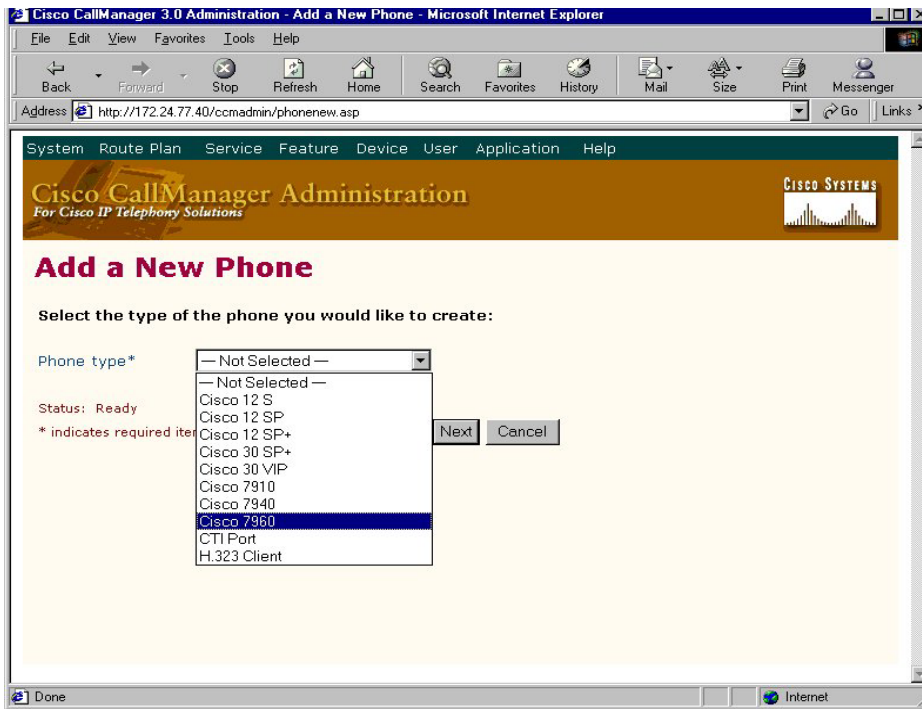 Cisco CallManager 3.0 Administration - Add a New Phone - Microsoft Internet Explorer
File Edit View Favorites Tools Help
Back Forward Stop Refresh Home Search Favorites History Mail Size Print Messenger
Address http://172.24.77.40/ccmadmin/phonenew.asp Go Links
System Route Plan Service Feature Device User Application Help
Cisco CallManager Administration
For Cisco IP Telephony Solutions
CISCO SYSTEMS
Add a New Phone
Select the type of the phone you would like to create:
Phone type* — Not Selected —
— Not Selected —
Cisco 12 S
Status: Ready
Cisco 12 SP
* indicates required
Cisco 12 SP+
Next Cancel
Cisco 30 SP+
Cisco 30 VIP
Cisco 7910
Cisco 7940
Cisco 7960
CTI Port
H.323 Client
Done Internet